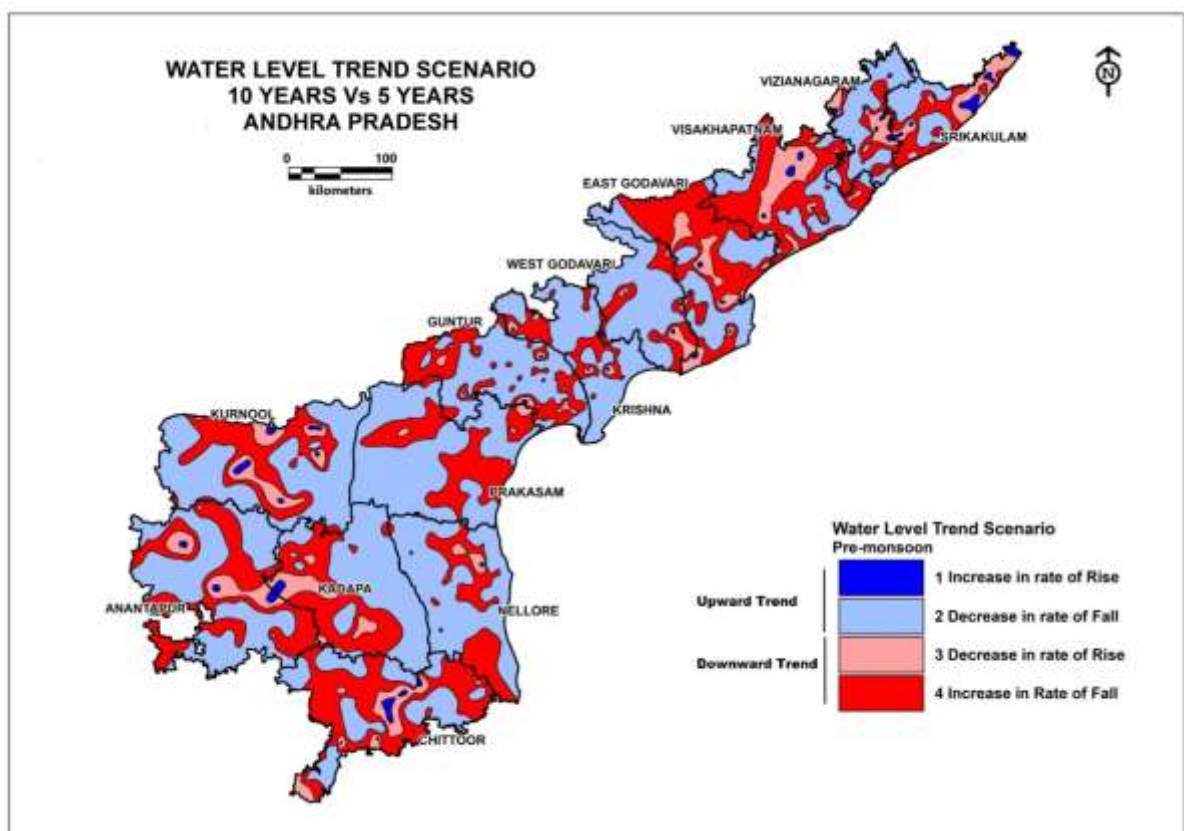 WATER LEVEL TREND SCENARIO
10 YEARS Vs 5 YEARS
ANDHRA PRADESH
0 100
kilometers
N
VIZIANAGARAM
VISAKHAPATNAM
SRIKAKULAM
EAST GODAVARI
WEST GODAVARI
GUNTUR
KRISHNA
KURNOOL
PRAKASAM
KADAPA
ANANTAPUR
NELLORE
CHITTOOR
Water Level Trend Scenario
Pre-monsoon
Upward Trend
1 Increase in rate of Rise
2 Decrease in rate of Fall
Downward Trend
3 Decrease in rate of Rise
4 Increase in Rate of Fall